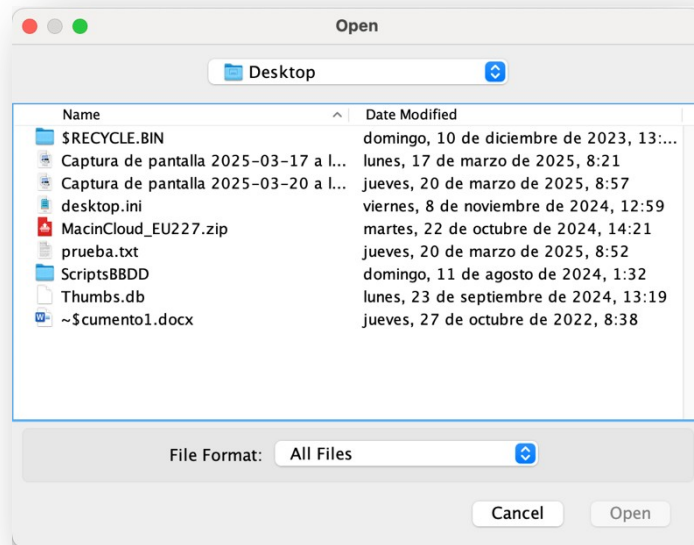 Open
Desktop
Name Date Modified
$RECYCLE.BIN domingo, 10 de diciembre de 2023, 13:...
Captura de pantalla 2025-03-17 a l... lunes, 17 de marzo de 2025, 8:21
Captura de pantalla 2025-03-20 a l... jueves, 20 de marzo de 2025, 8:57
desktop.ini viernes, 8 de noviembre de 2024, 12:59
MacinCloud_EU227.zip martes, 22 de octubre de 2024, 14:21
prueba.txt jueves, 20 de marzo de 2025, 8:52
ScriptsBBDD domingo, 11 de agosto de 2024, 1:32
Thumbs.db lunes, 23 de septiembre de 2024, 13:19
~$cumento1.docx jueves, 27 de octubre de 2022, 8:38
File Format: All Files
Cancel Open